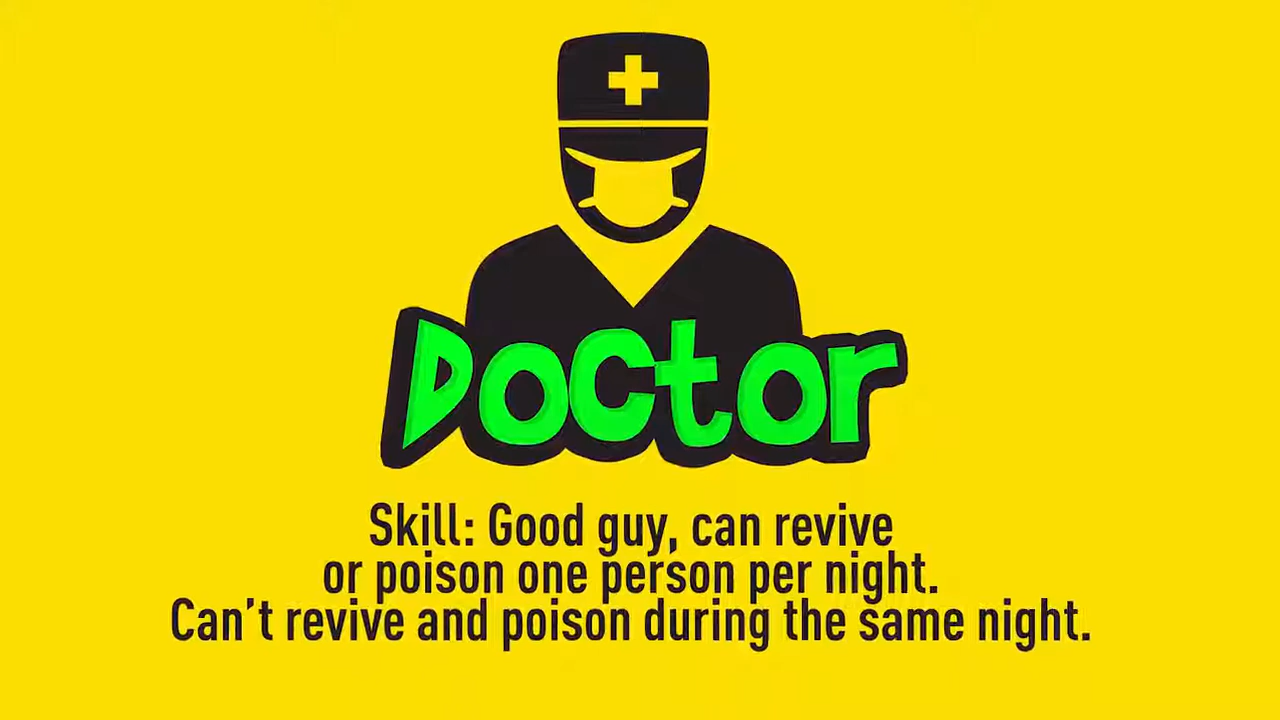 Doctor
Skill: Good guy, can revive
or poison one person per night.
Can't revive and poison during the same night.